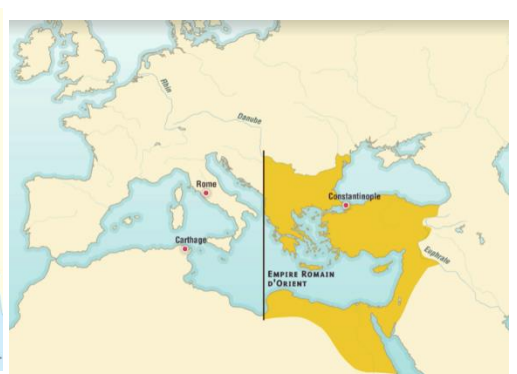 Rhin
Danube
Rome
Constantinople
Carthage
Euphrate
EMPIRE ROMAIN
D'ORIENT